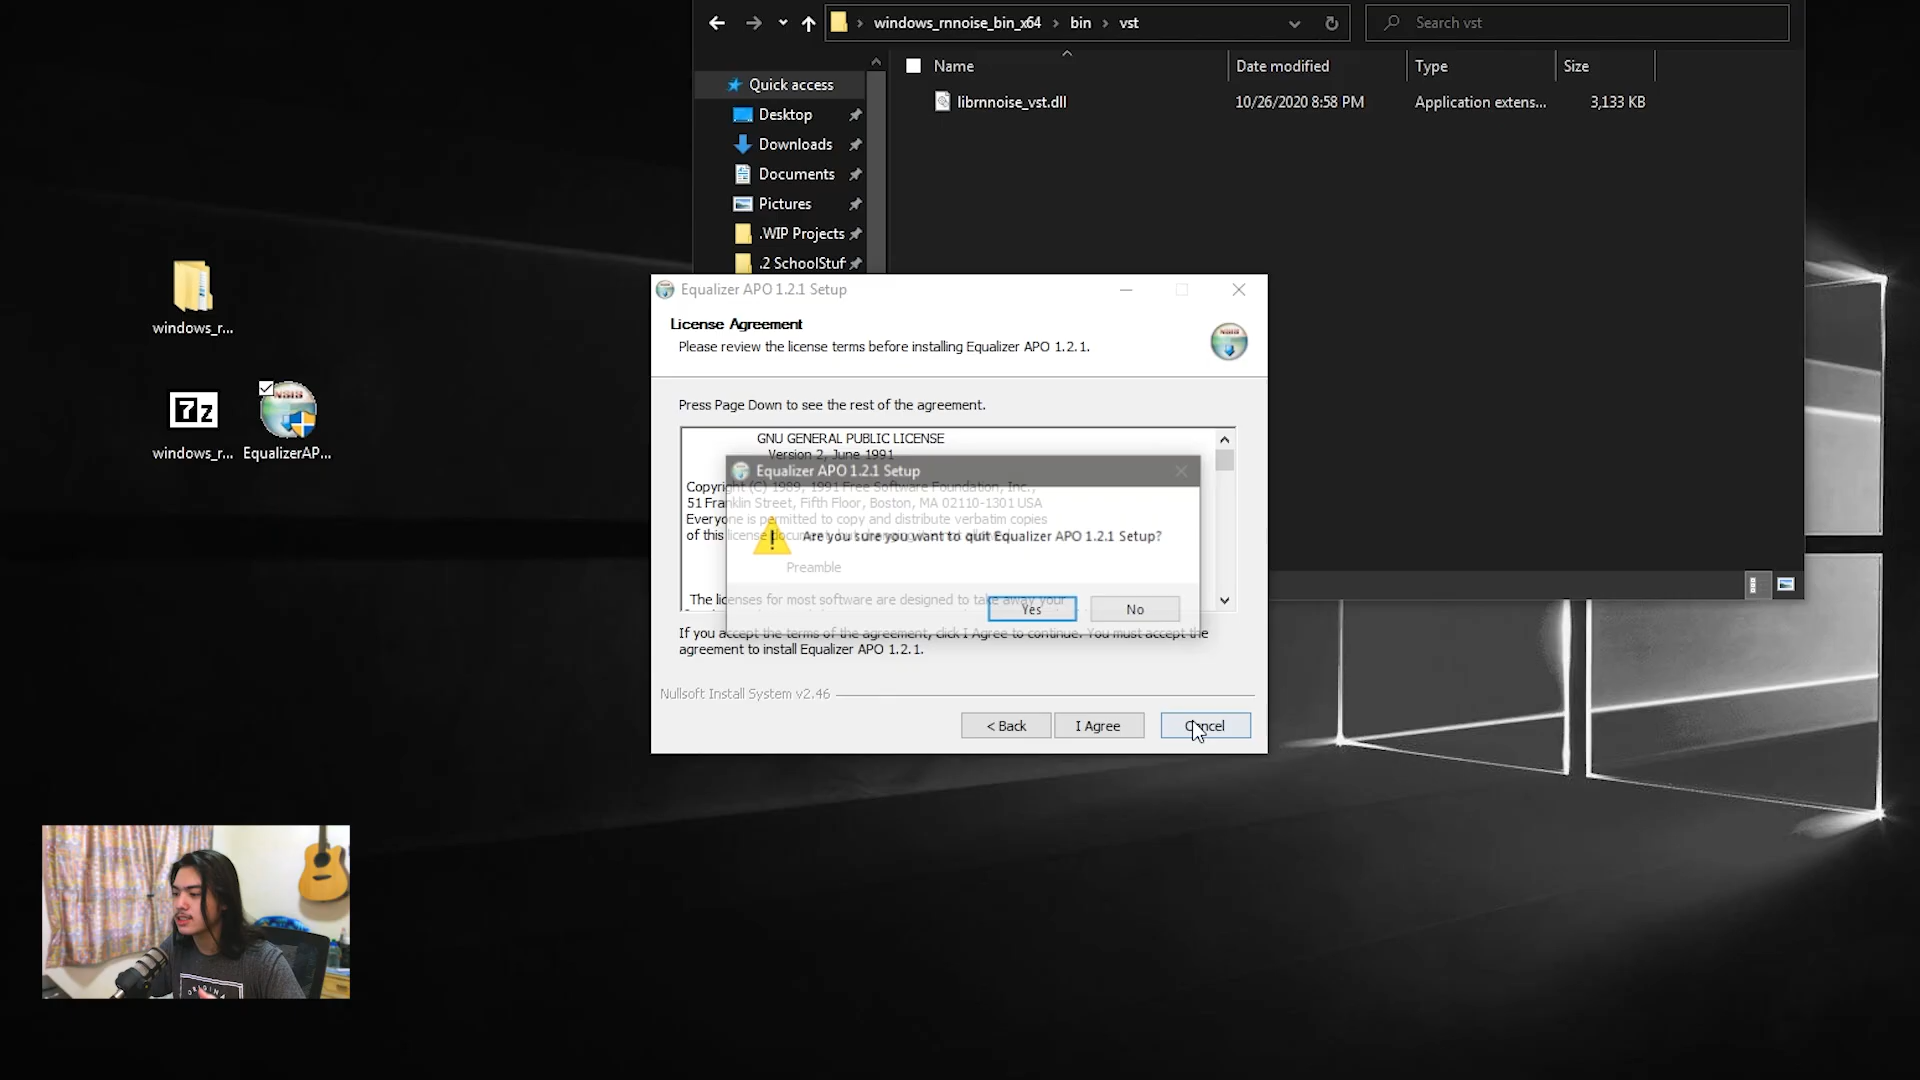 windows_rnnoise_bin_x64 > bin > vst
Search vst
Name
Date modified
Type
Size
librnnoise_vst.dll
10/26/2020 8:58 PM
Application extens...
3,133 KB
Quick access
Desktop
Downloads
Documents
Pictures
.WIP Projects
.2 SchoolStuf
windows_r...
7z
windows_r...
NSIS
EqualizerAP...
Equalizer APO 1.2.1 Setup
License Agreement
Please review the license terms before installing Equalizer APO 1.2.1.
NSIS
Press Page Down to see the rest of the agreement.
GNU GENERAL PUBLIC LICENSE
Version 2, June 1991
Equalizer APO 1.2.1 Setup
Copyright (C) 1989, 1991 Free Software Foundation, Inc.,
51 Franklin Street, Fifth Floor, Boston, MA 02110-1301 USA
Everyone is permitted to copy and distribute verbatim copies
of this license document, but
Are you sure you want to quit Equalizer APO 1.2.1 Setup?
Preamble
The licenses for most software are designed to take away your
Yes
No
If you accept the terms of the agreement, click I Agree to continue. You must accept the
agreement to install Equalizer APO 1.2.1.
Nullsoft Install System v2.46
< Back
I Agree
Cancel
ORIGINA